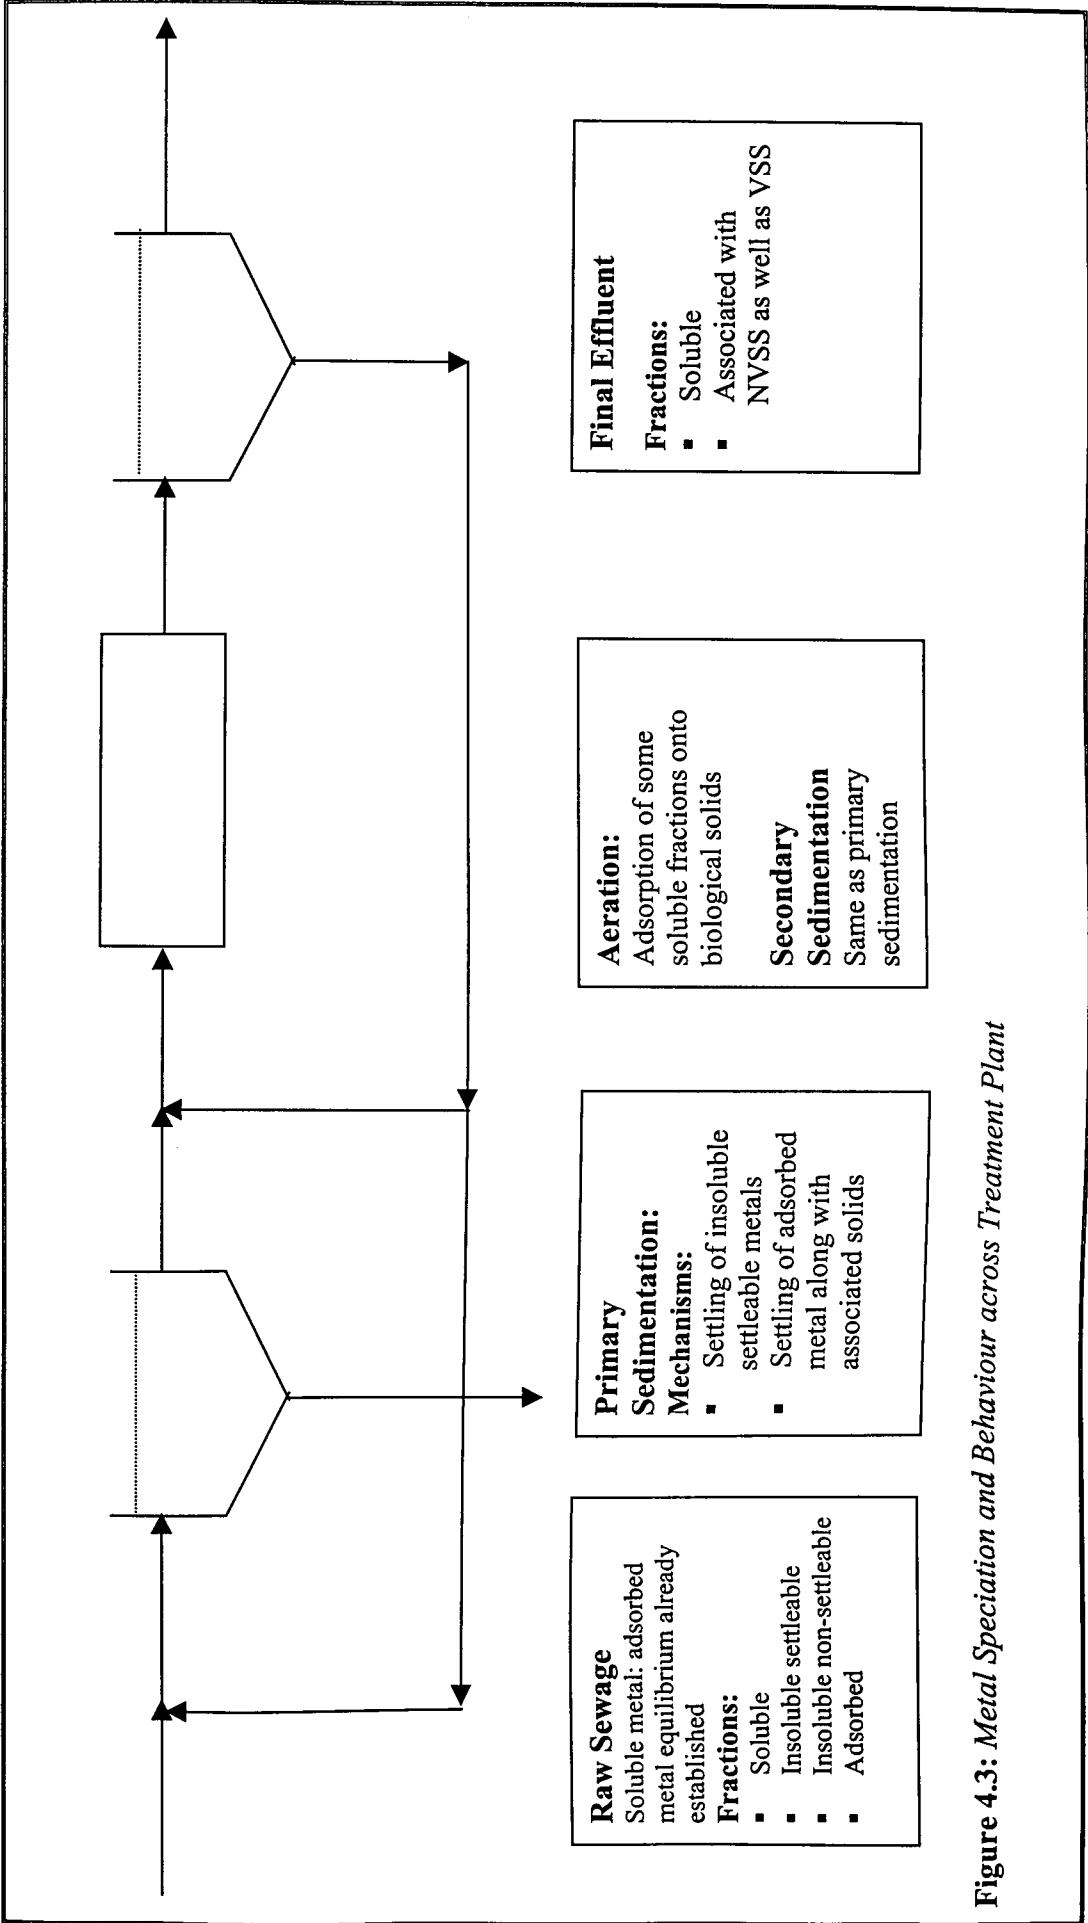 Raw Sewage
Soluble metal: adsorbed
metal equilibrium already
established
Fractions:
▪ Soluble
▪ Insoluble settleable
▪ Insoluble non-settleable
▪ Adsorbed
Primary
Sedimentation:
Mechanisms:
▪ Settling of insoluble
settleable metals
▪ Settling of adsorbed
metal along with
associated solids
Aeration:
Adsorption of some
soluble fractions onto
biological solids
Secondary
Sedimentation
Same as primary
sedimentation
Final Effluent
Fractions:
▪ Soluble
▪ Associated with
NVSS as well as VSS
Figure 4.3: Metal Speciation and Behaviour across Treatment Plant